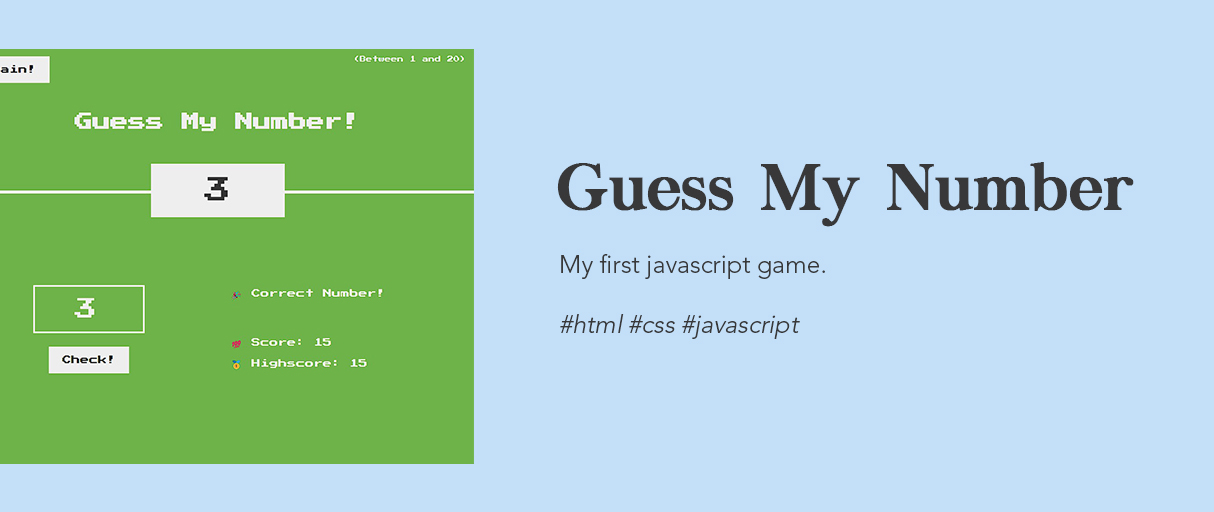 ain!
(Between 1 and 20)
Guess My Number!
3
3
Check!
Correct Number!
Score: 15
Highscore: 15
Guess My Number
My first javascript game.
#html #css #javascript